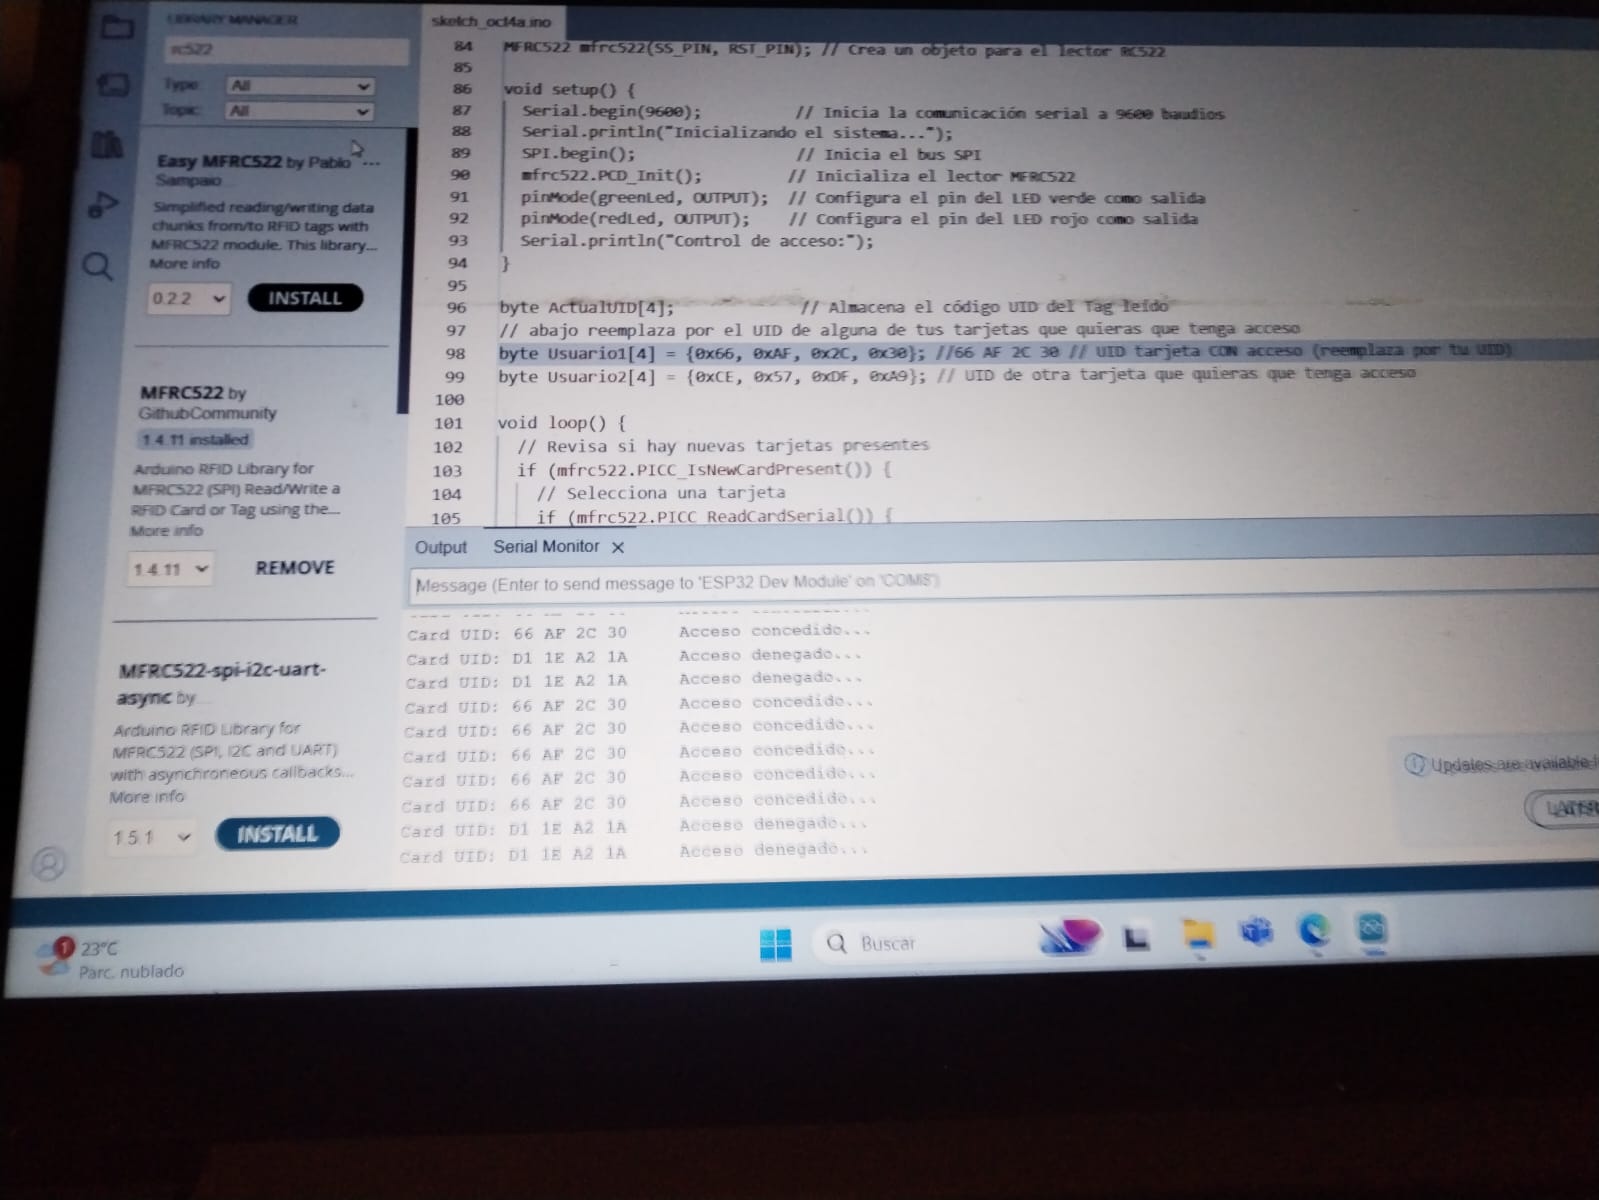 LIBRARY MANAGER
rc522
Type: All
Topic: All
Easy MFRC522 by Pablo ...
Sampaio
Simplified reading/writing data
chunks from/to RFID tags with
MFRC522 module. This library...
More info
0.2.2 INSTALL
MFRC522 by
GithubCommunity
1.4.11 installed
Arduino RFID Library for
MFRC522 (SPI) Read/Write a
RFID Card or Tag using the...
More info
1.4.11 REMOVE
MFRC522-spi-i2c-uart-
async by
Arduino RFID Library for
MFRC522 (SPI, I2C and UART)
with asynchroneous callbacks...
More info
1.5.1 INSTALL
sketch_oct4a.ino
84 MFRC522 mfrc522(SS_PIN, RST_PIN); // Crea un objeto para el lector RC522
85
86 void setup() {
87 Serial.begin(9600); // Inicia la comunicación serial a 9600 baudios
88 Serial.println("Inicializando el sistema...");
89 SPI.begin(); // Inicia el bus SPI
90 mfrc522.PCD_Init(); // Inicializa el lector MFRC522
91 pinMode(greenLed, OUTPUT); // Configura el pin del LED verde como salida
92 pinMode(redLed, OUTPUT); // Configura el pin del LED rojo como salida
93 Serial.println("Control de acceso:");
94 }
95
96 byte ActualUID[4]; // Almacena el código UID del Tag leído
97 // abajo reemplaza por el UID de alguna de tus tarjetas que quieras que tenga acceso
98 byte Usuario1[4] = {0x66, 0xAF, 0x2C, 0x30}; //66 AF 2C 30 // UID tarjeta CON acceso (reemplaza por tu UID)
99 byte Usuario2[4] = {0xCE, 0x57, 0xDF, 0xA9}; // UID de otra tarjeta que quieras que tenga acceso
100
101 void loop() {
102 // Revisa si hay nuevas tarjetas presentes
103 if (mfrc522.PICC_IsNewCardPresent()) {
104 // Selecciona una tarjeta
105 if (mfrc522.PICC_ReadCardSerial()) {
Output Serial Monitor X
Message (Enter to send message to 'ESP32 Dev Module' on 'COM8')
Card UID: 66 AF 2C 30 Acceso concedido...
Card UID: D1 1E A2 1A Acceso denegado...
Card UID: D1 1E A2 1A Acceso denegado...
Card UID: 66 AF 2C 30 Acceso concedido...
Card UID: 66 AF 2C 30 Acceso concedido...
Card UID: 66 AF 2C 30 Acceso concedido...
Card UID: 66 AF 2C 30 Acceso concedido...
Card UID: 66 AF 2C 30 Acceso concedido...
Card UID: D1 1E A2 1A Acceso denegado...
Card UID: D1 1E A2 1A Acceso denegado...
Updates are available
LATER
1 23°C
Parc. nublado
Buscar